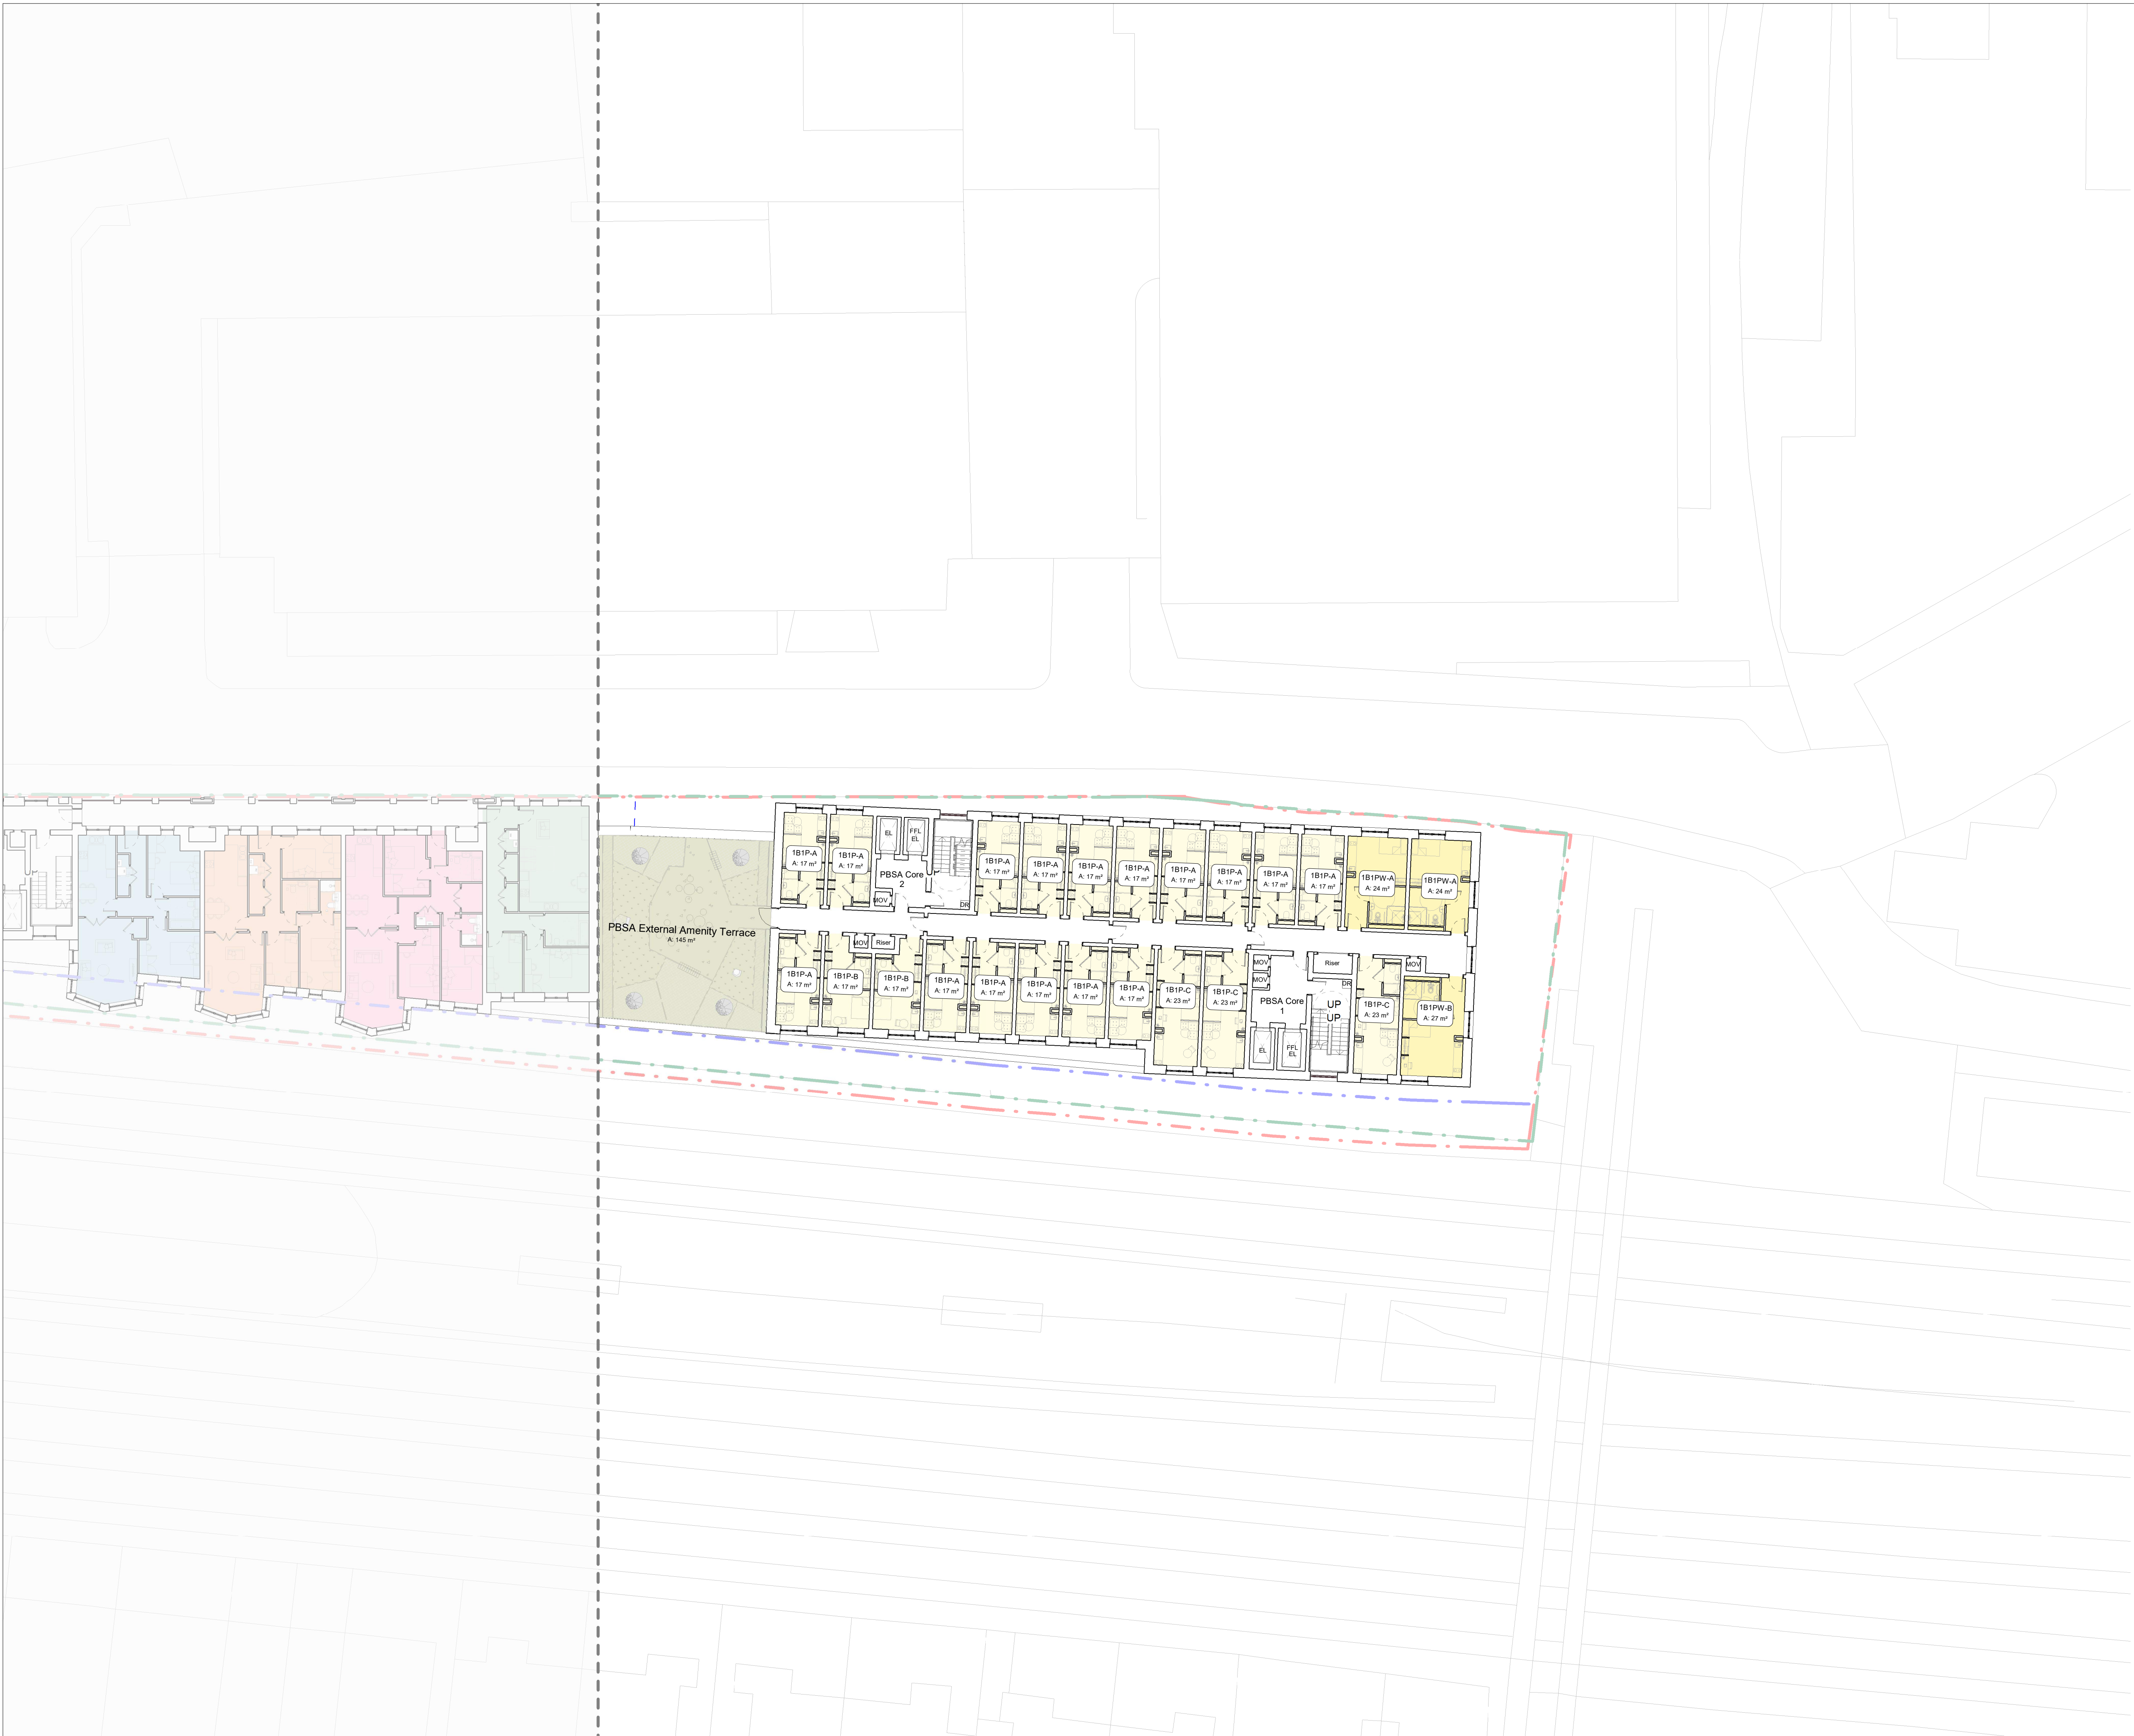 1B1P-A
A: 17 m²
1B1P-A
A: 17 m²
EL
FFL
EL
PBSA Core
2
MOV
DR
1B1P-A
A: 17 m²
1B1P-A
A: 17 m²
1B1P-A
A: 17 m²
1B1P-A
A: 17 m²
1B1P-A
A: 17 m²
1B1P-A
A: 17 m²
1B1P-A
A: 17 m²
1B1P-A
A: 17 m²
1B1PW-A
A: 24 m²
1B1PW-A
A: 24 m²
PBSA External Amenity Terrace
A: 145 m²
1B1P-A
A: 17 m²
1B1P-B
A: 17 m²
MOV
Riser
1B1P-B
A: 17 m²
1B1P-A
A: 17 m²
1B1P-A
A: 17 m²
1B1P-A
A: 17 m²
1B1P-A
A: 17 m²
1B1P-A
A: 17 m²
1B1P-C
A: 23 m²
1B1P-C
A: 23 m²
MOV
MOV
Riser
DR
PBSA Core
1
UP
UP
EL
FFL
EL
1B1P-C
A: 23 m²
MOV
1B1PW-B
A: 27 m²